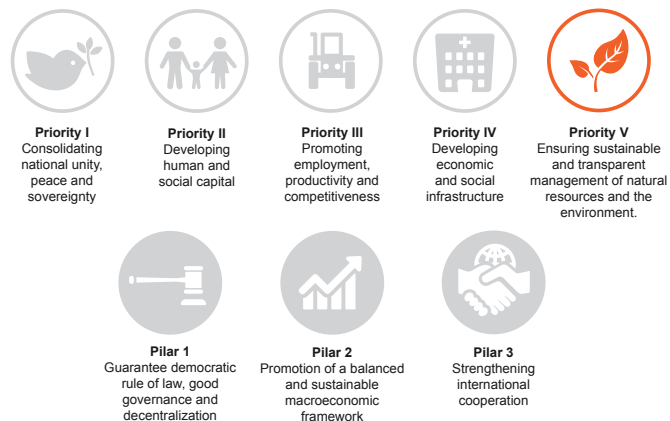 Priority I
Consolidating
national unity,
peace and
sovereignty
Priority II
Developing
human and
social capital
Priority III
Promoting
employment,
productivity and
competitiveness
Priority IV
Developing
economic
and social
infrastructure
Priority V
Ensuring sustainable
and transparent
management of natural
resources and the
environment.
Pilar 1
Guarantee democratic
rule of law, good
governance and
decentralization
Pilar 2
Promotion of a balanced
and sustainable
macroeconomic
framework
Pilar 3
Strengthening
international
cooperation